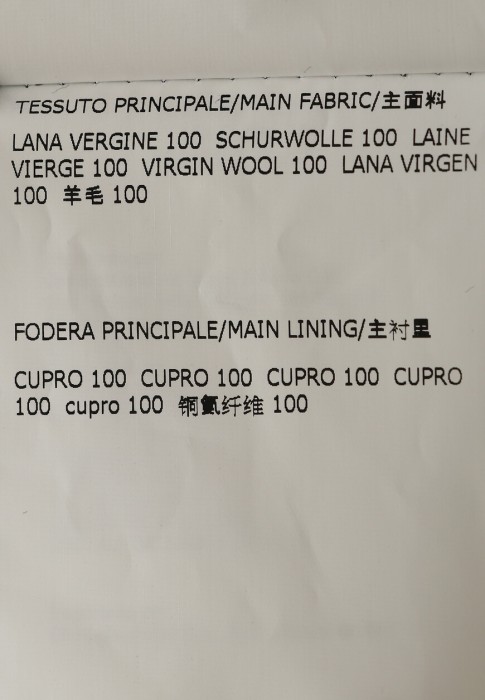 TESSUTO PRINCIPALE/MAIN FABRIC/主面料
LANA VERGINE 100 SCHURWOLLE 100 LAINE
VIERGE 100 VIRGIN WOOL 100 LANA VIRGEN
100 羊毛 100
FODERA PRINCIPALE/MAIN LINING/主衬里
CUPRO 100 CUPRO 100 CUPRO 100 CUPRO
100 cupro 100 铜氨纤维 100